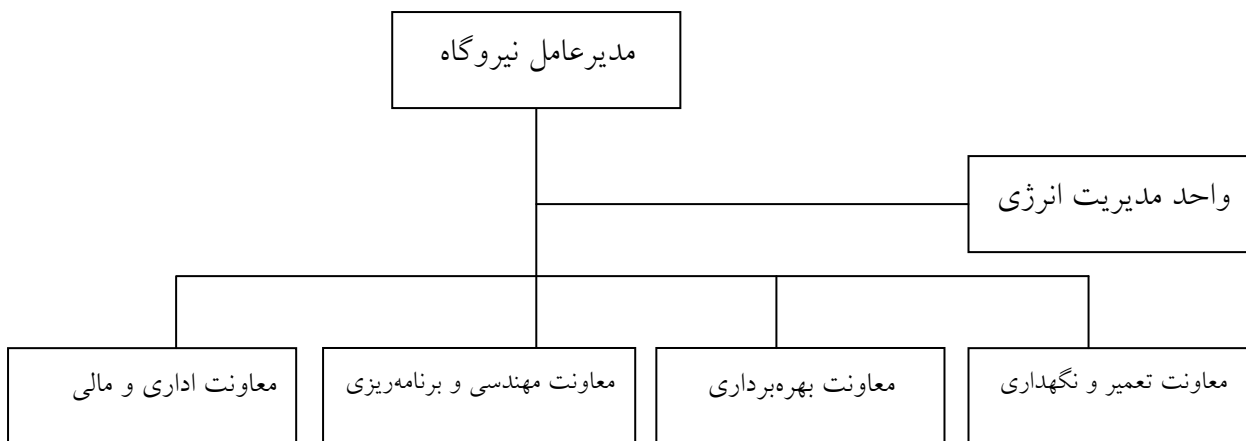 مدیرعامل نیروگاه
واحد مدیریت انرژی
معاونت تعمیر و نگهداری
معاونت بهره‌برداری
معاونت مهندسی و برنامه‌ریزی
معاونت اداری و مالی